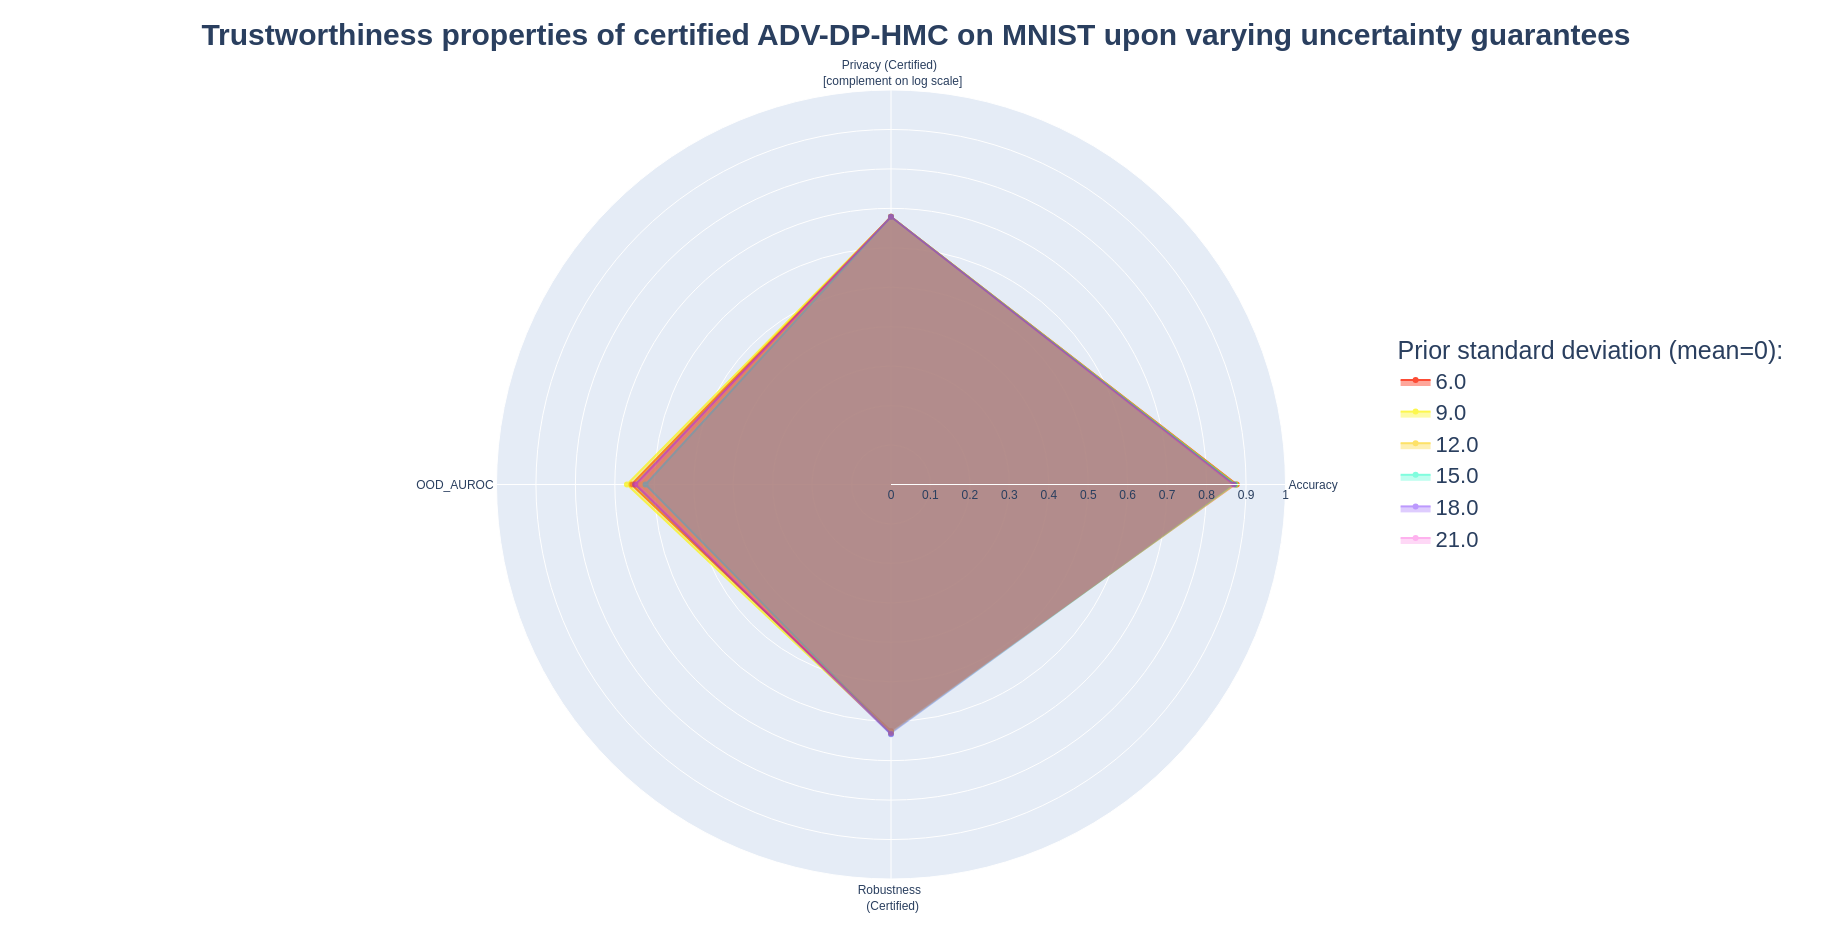 Trustworthiness properties of certified ADV-DP-HMC on MNIST upon varying uncertainty guarantees
Privacy (Certified)
[complement on log scale]
OOD_AUROC
0 0.1 0.2 0.3 0.4 0.5 0.6 0.7 0.8 0.9 1
Accuracy
Robustness
(Certified)
Prior standard deviation (mean=0):
6.0
9.0
12.0
15.0
18.0
21.0